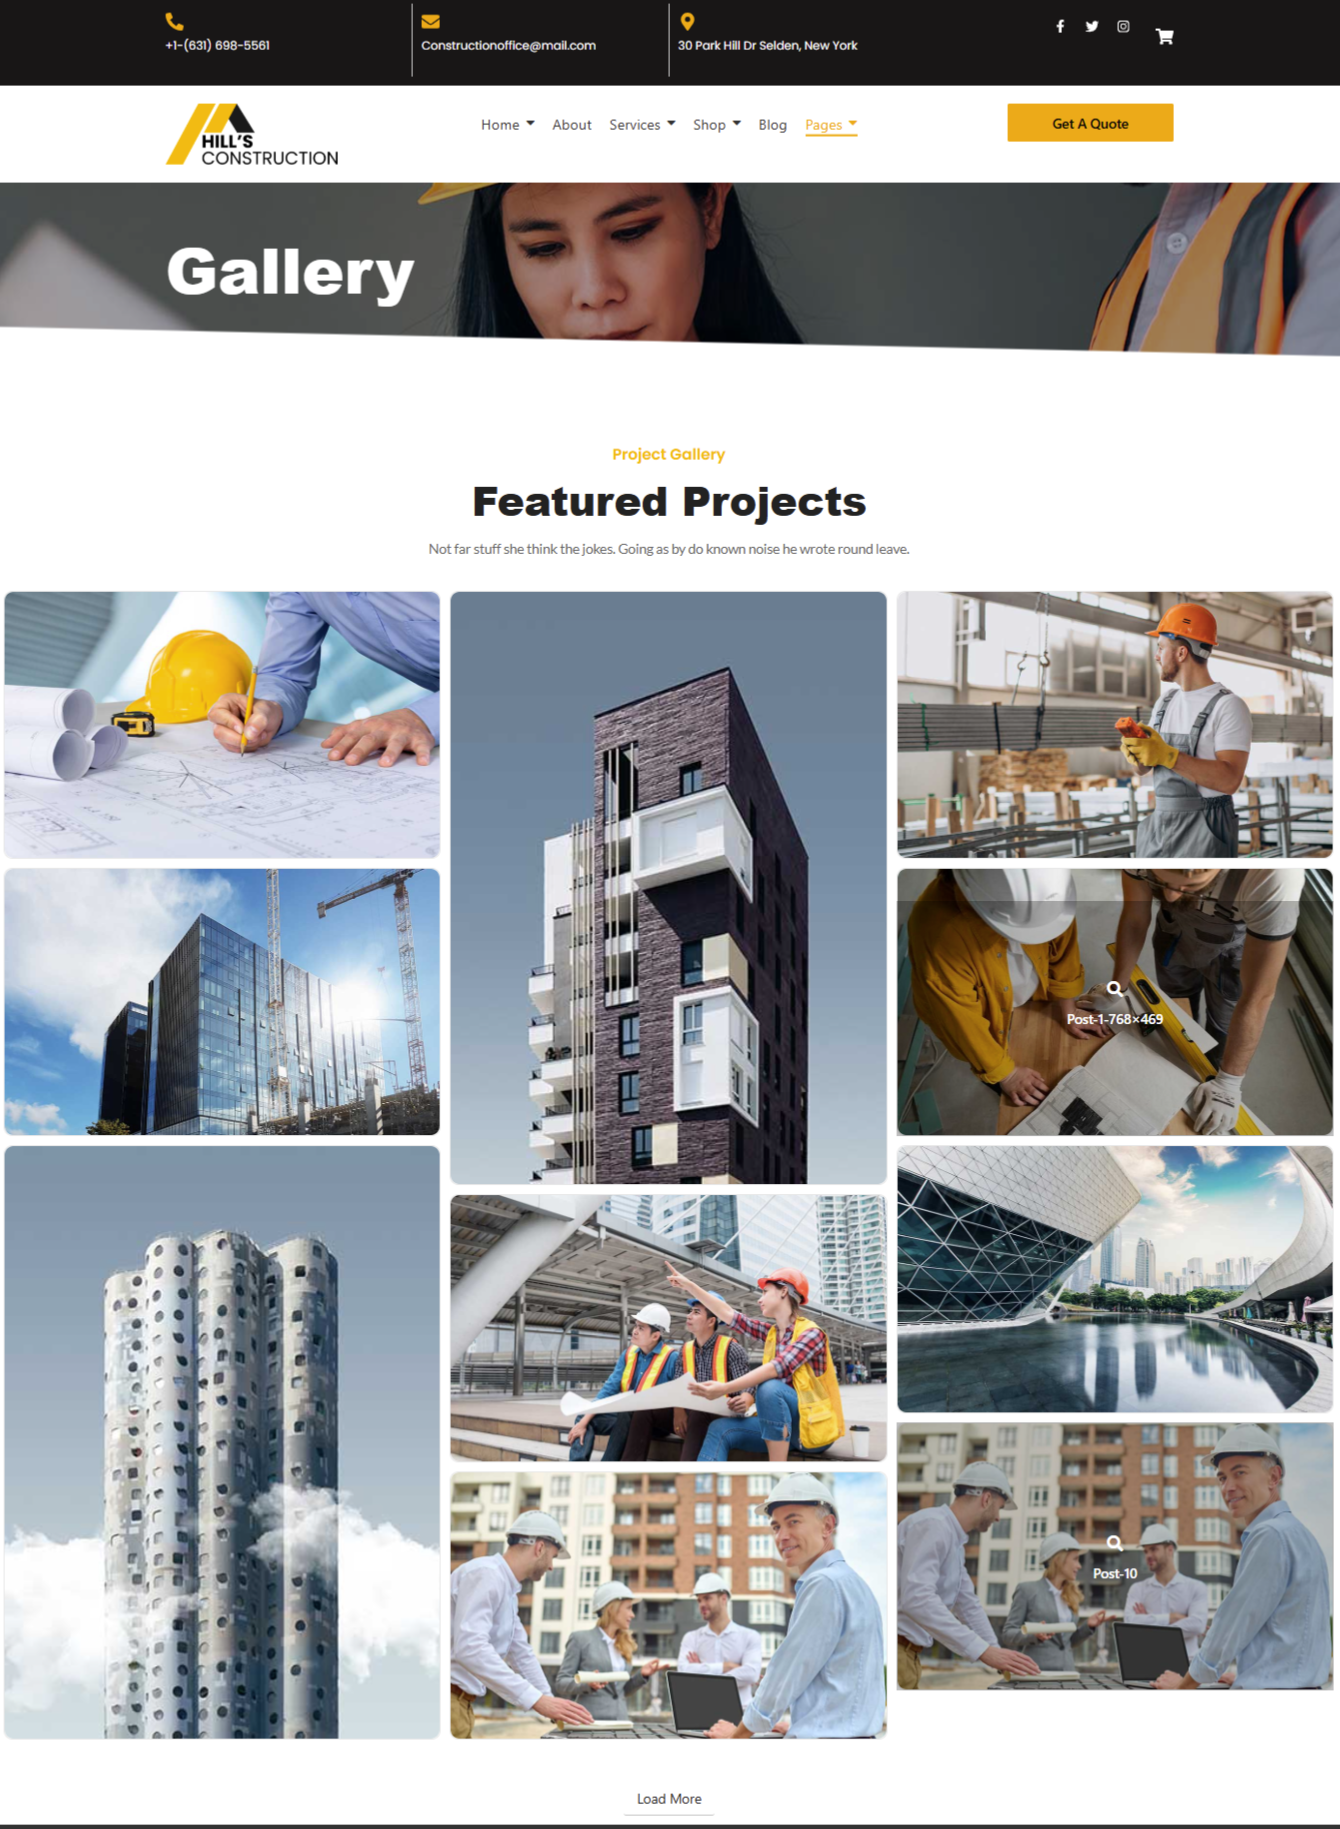 +1-(631) 698-5561
Constructionoffice@mail.com
30 Park Hill Dr Selden, New York
HILL'S
CONSTRUCTION
Home
About
Services
Shop
Blog
Pages
Get A Quote
Gallery
Project Gallery
Featured Projects
Not far stuff she think the jokes. Going as by do known noise he wrote round leave.
Post-1-768×469
Post-10
Load More